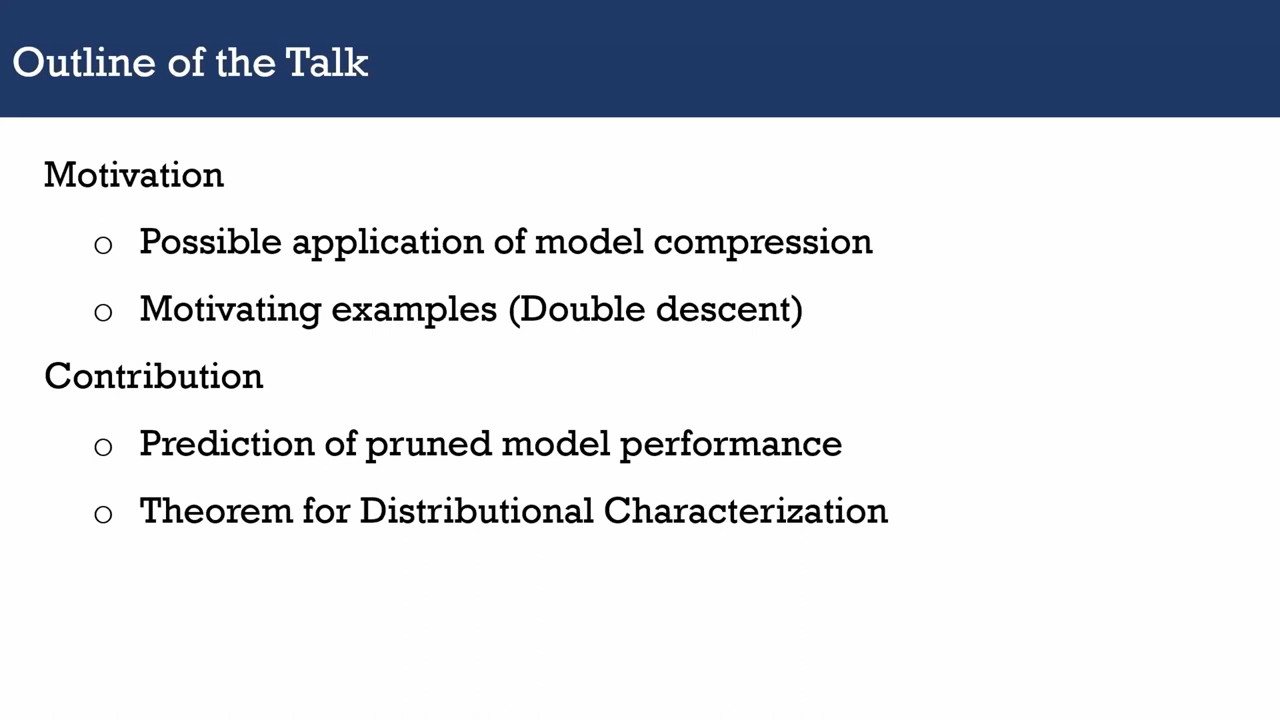 Outline of the Talk
Motivation
○ Possible application of model compression
○ Motivating examples (Double descent)
Contribution
○ Prediction of pruned model performance
○ Theorem for Distributional Characterization